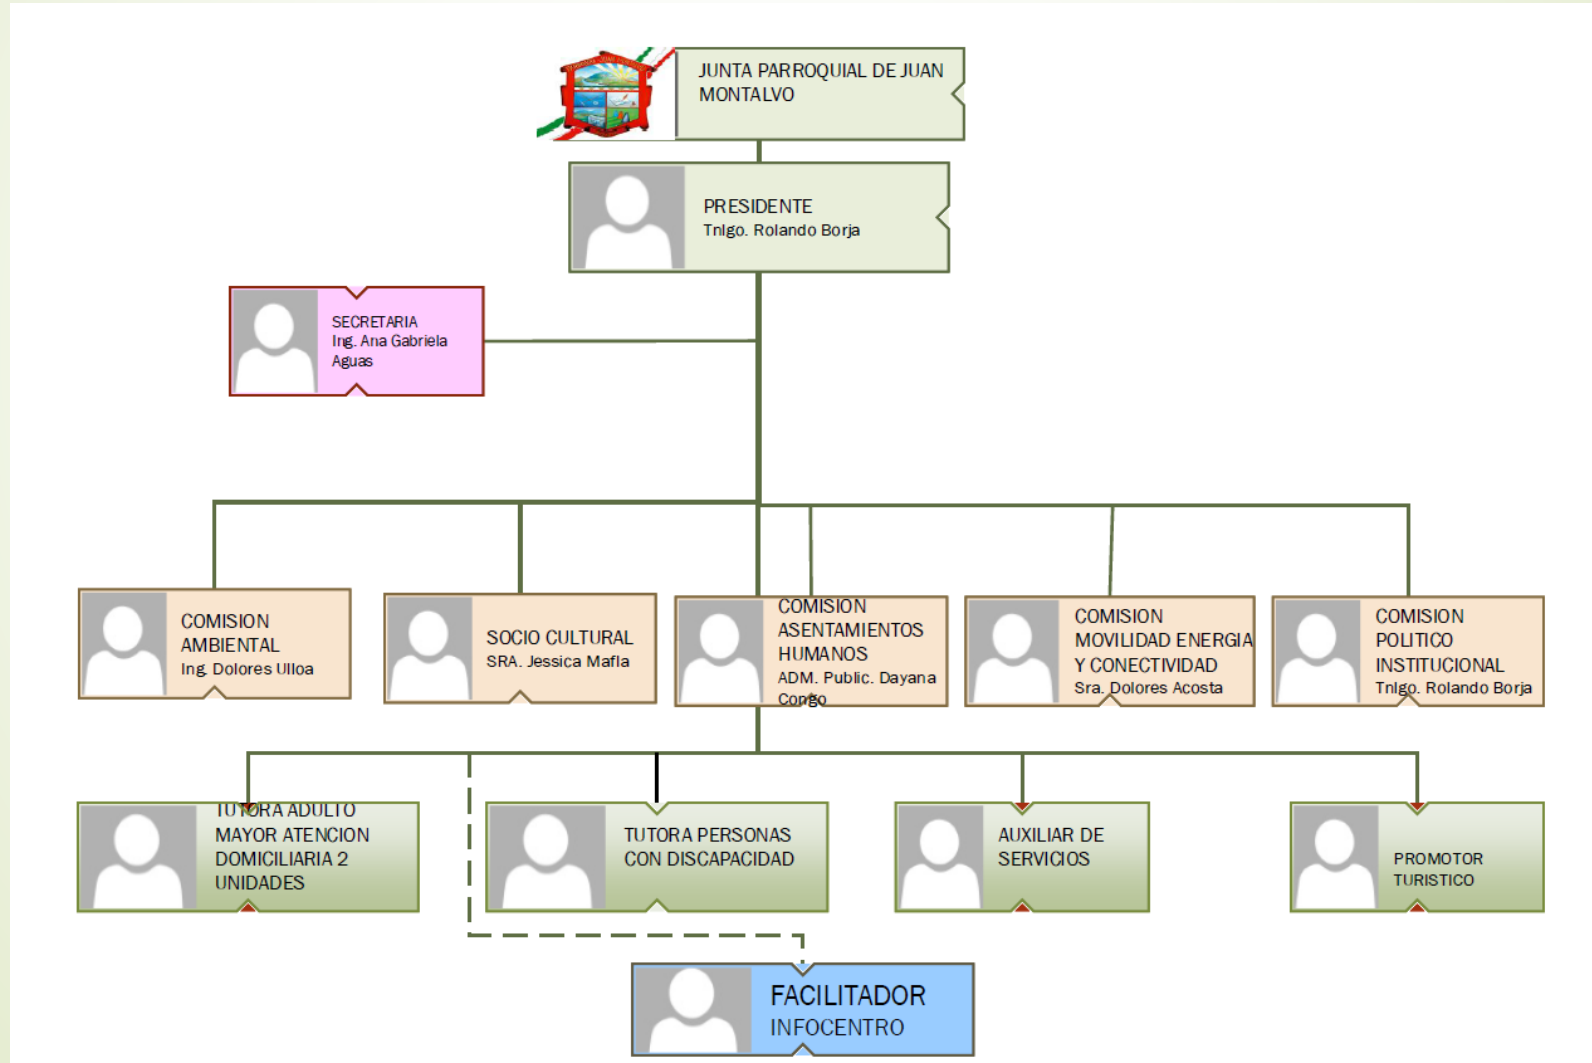 JUNTA PARROQUIAL DE JUAN
MONTALVO
PRESIDENTE
Tnlgo. Rolando Borja
SECRETARIA
Ing. Ana Gabriela
Aguas
COMISION
AMBIENTAL
Ing. Dolores Ulloa
SOCIO CULTURAL
SRA. Jessica Mafla
COMISION
ASENTAMIENTOS
HUMANOS
ADM. Public. Dayana
Congo
COMISION
MOVILIDAD ENERGIA
Y CONECTIVIDAD
Sra. Dolores Acosta
COMISION
POLITICO
INSTITUCIONAL
Tnlgo. Rolando Borja
TUTORA ADULTO
MAYOR ATENCION
DOMICILIARIA 2
UNIDADES
TUTORA PERSONAS
CON DISCAPACIDAD
AUXILIAR DE
SERVICIOS
PROMOTOR
TURISTICO
FACILITADOR
INFOCENTRO